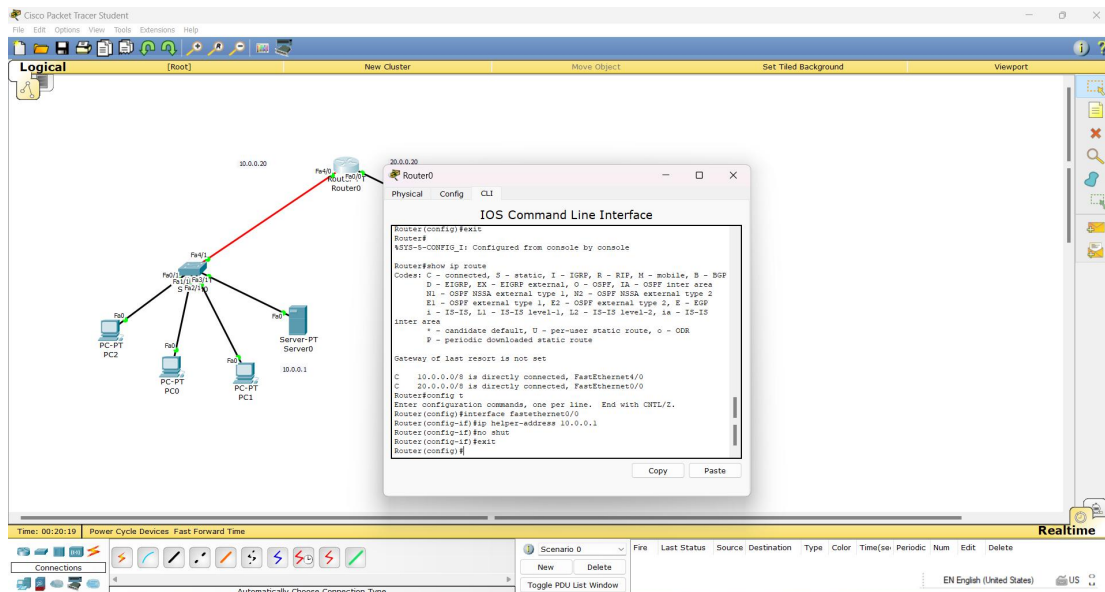 Cisco Packet Tracer Student
File Edit Options View Tools Extensions Help
Logical [Root] New Cluster Move Object Set Tiled Background Viewport
10.0.0.20
20.0.0.20
Fa4/0
Fa0/0
Router0
Fa4/1
Fa0/1
Fa1/1
Fa3/1
Fa2/1
Fa0
PC-PT
PC2
Fa0
PC-PT
PC0
Fa0
PC-PT
PC1
Fa0
Server-PT
Server0
10.0.0.1
Router0
Physical Config CLI
IOS Command Line Interface
Router(config)#exit
Router#
%SYS-5-CONFIG_I: Configured from console by console
Router#show ip route
Codes: C - connected, S - static, I - IGRP, R - RIP, M - mobile, B - BGP
D - EIGRP, EX - EIGRP external, O - OSPF, IA - OSPF inter area
N1 - OSPF NSSA external type 1, N2 - OSPF NSSA external type 2
E1 - OSPF external type 1, E2 - OSPF external type 2, E - EGP
i - IS-IS, L1 - IS-IS level-1, L2 - IS-IS level-2, ia - IS-IS
inter area
* - candidate default, U - per-user static route, o - ODR
P - periodic downloaded static route
Gateway of last resort is not set
C 10.0.0.0/8 is directly connected, FastEthernet4/0
C 20.0.0.0/8 is directly connected, FastEthernet0/0
Router#config t
Enter configuration commands, one per line. End with CNTL/Z.
Router(config)#interface fastethernet0/0
Router(config-if)#ip helper-address 10.0.0.1
Router(config-if)#no shut
Router(config-if)#exit
Router(config)#
Copy Paste
Time: 00:20:19 Power Cycle Devices Fast Forward Time Realtime
Connections
Automatically Choose Connection Type
Scenario 0
New Delete
Toggle PDU List Window
Fire Last Status Source Destination Type Color Time(se Periodic Num Edit Delete
EN English (United States) US